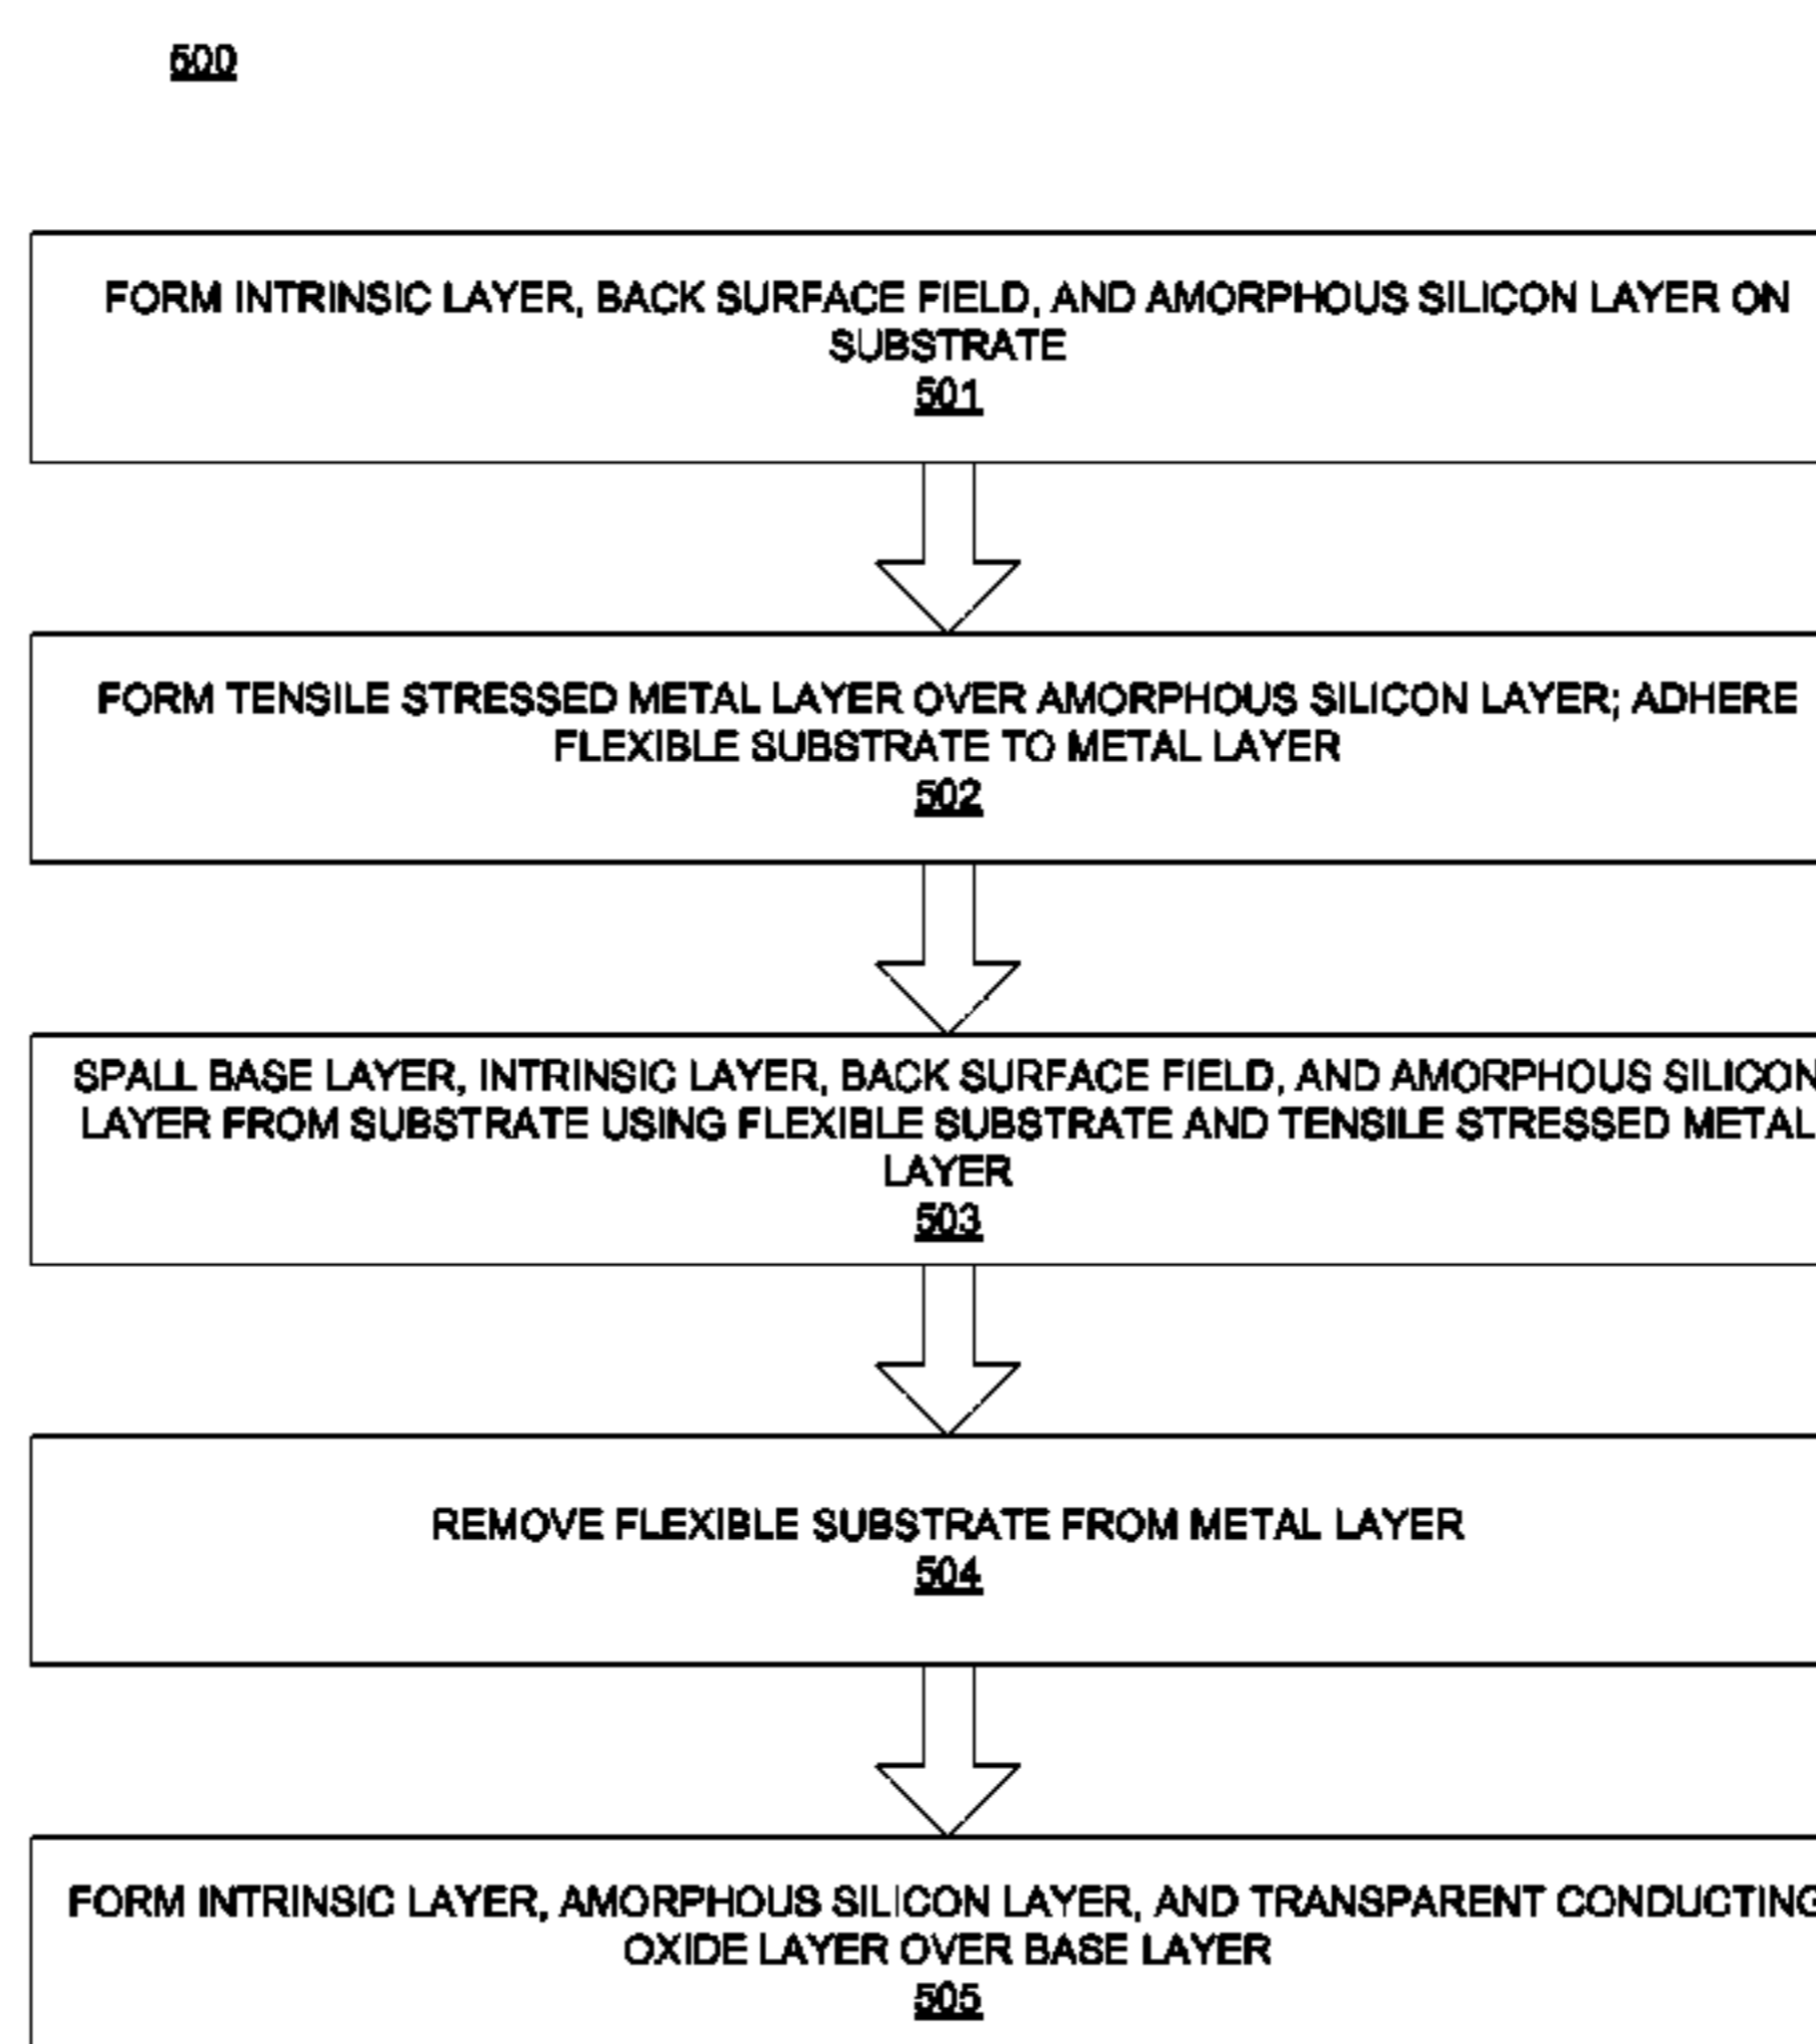 500
FORM INTRINSIC LAYER, BACK SURFACE FIELD, AND AMORPHOUS SILICON LAYER ON
SUBSTRATE
501
FORM TENSILE STRESSED METAL LAYER OVER AMORPHOUS SILICON LAYER; ADHERE
FLEXIBLE SUBSTRATE TO METAL LAYER
502
SPALL BASE LAYER, INTRINSIC LAYER, BACK SURFACE FIELD, AND AMORPHOUS SILICON
LAYER FROM SUBSTRATE USING FLEXIBLE SUBSTRATE AND TENSILE STRESSED METAL
LAYER
503
REMOVE FLEXIBLE SUBSTRATE FROM METAL LAYER
504
FORM INTRINSIC LAYER, AMORPHOUS SILICON LAYER, AND TRANSPARENT CONDUCTING
OXIDE LAYER OVER BASE LAYER
505